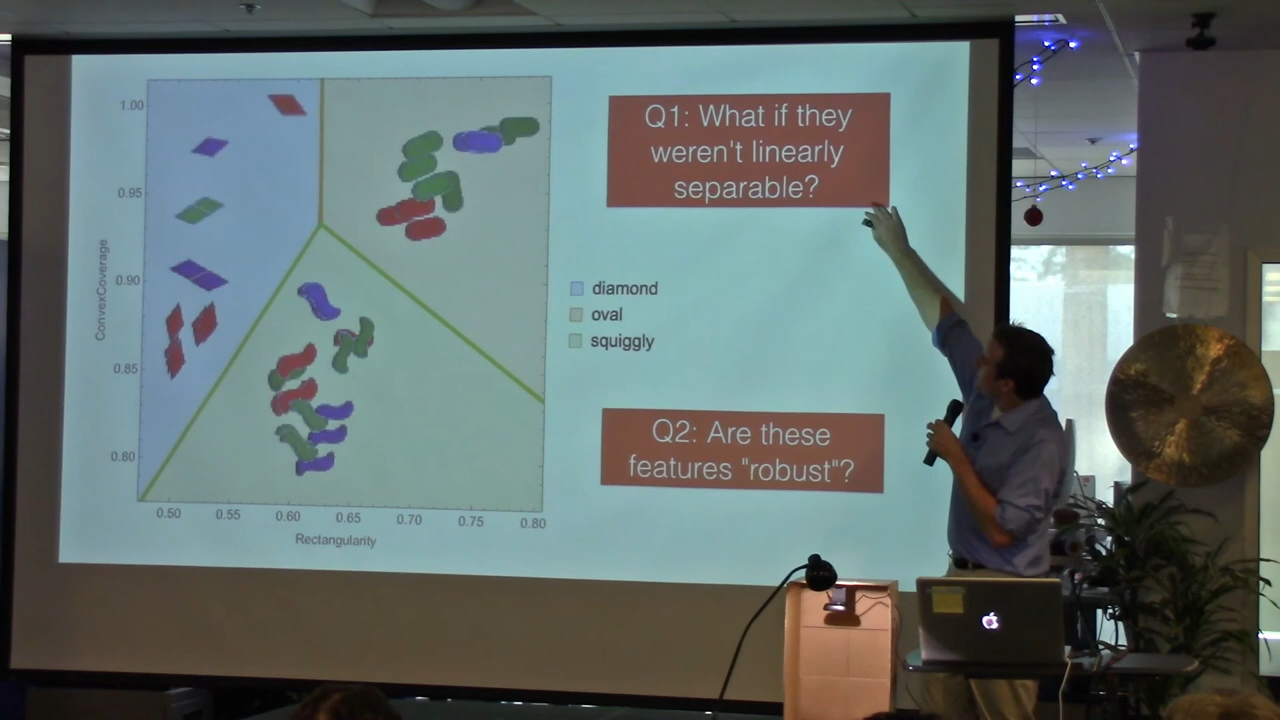 Q1: What if they
weren't linearly
separable?
1.00
0.95
0.90
0.85
0.80
ConvexCoverage
0.50
0.55
0.60
0.65
0.70
0.75
0.80
Rectangularity
diamond
oval
squiggly
Q2: Are these
features "robust"?